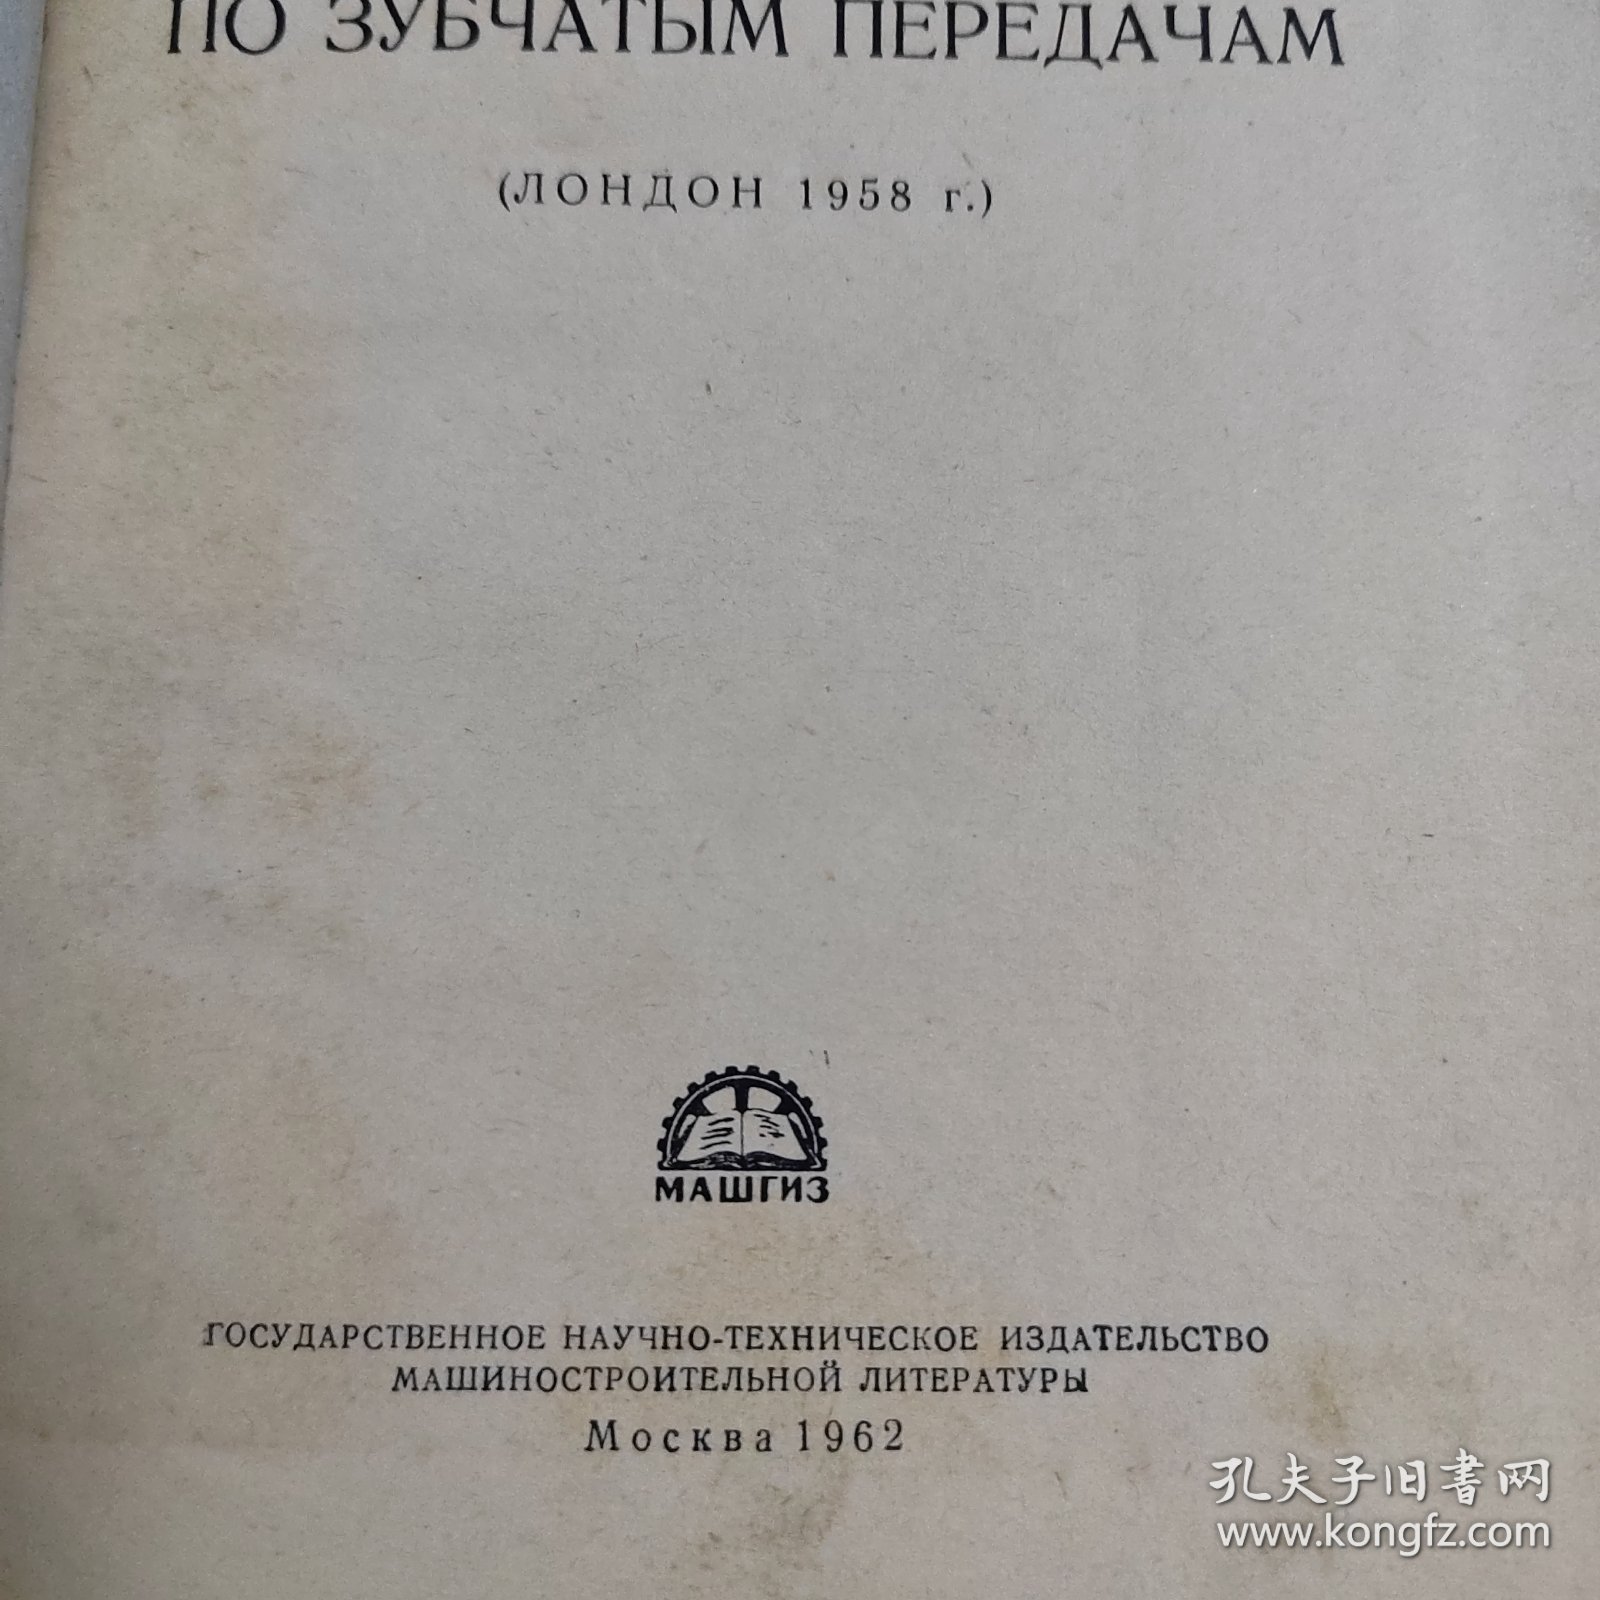 ПО ЗУБЧАТЫМ ПЕРЕДАЧАМ
(ЛОНДОН 1958 г.)
МАШГИЗ
ГОСУДАРСТВЕННОЕ НАУЧНО-ТЕХНИЧЕСКОЕ ИЗДАТЕЛЬСТВО
МАШИНОСТРОИТЕЛЬНОЙ ЛИТЕРАТУРЫ
Москва 1962
孔夫子旧书网
www.kongfz.com